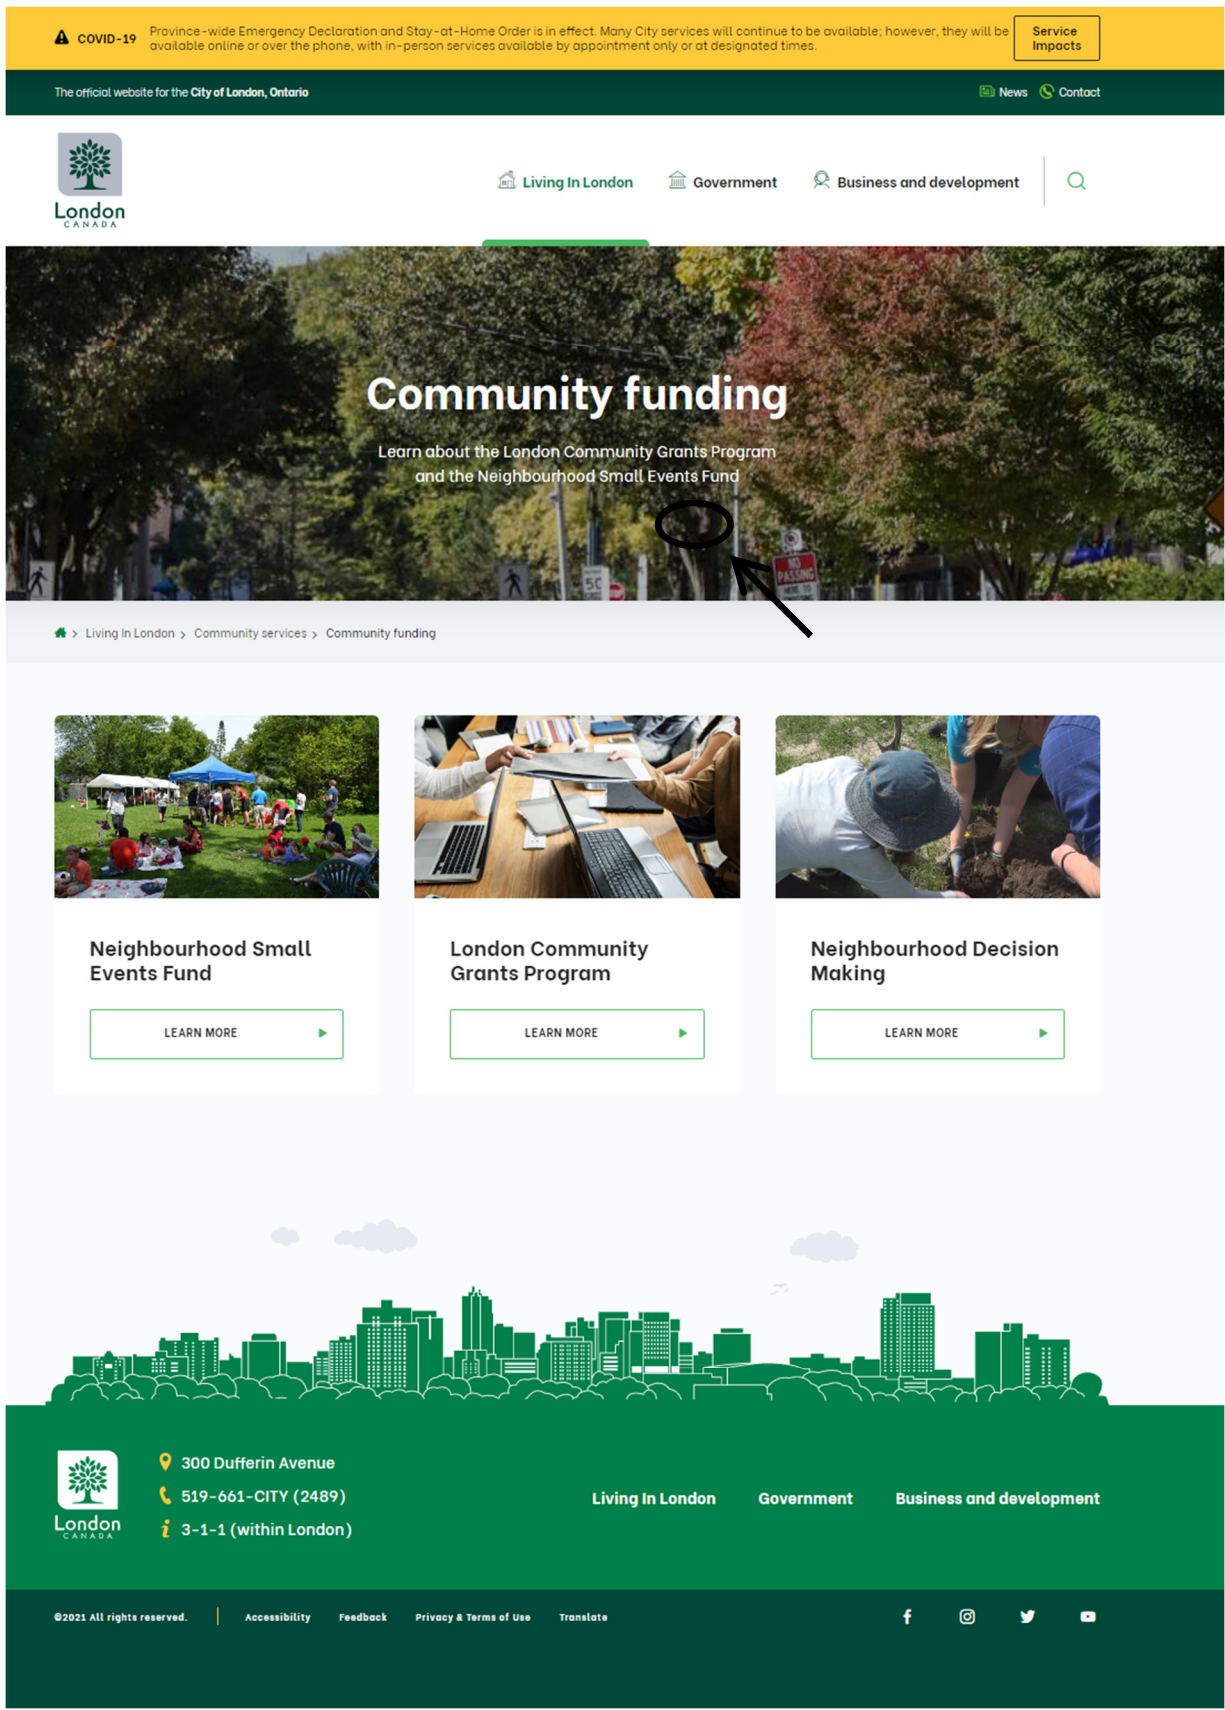 COVID-19
Province-wide Emergency Declaration and Stay-at-Home Order is in effect. Many City services will continue to be available; however, they will be
available online or over the phone, with in-person services available by appointment only or at designated times.
Service
Impacts
The official website for the City of London, Ontario
News
Contact
London
CANADA
Living In London
Government
Business and development
Community funding
Learn about the London Community Grants Program
and the Neighbourhood Small Events Fund
50
NO
PASSING
HERE TO
> Living In London > Community services > Community funding
Neighbourhood Small
Events Fund
LEARN MORE
London Community
Grants Program
LEARN MORE
Neighbourhood Decision
Making
LEARN MORE
London
CANADA
300 Dufferin Avenue
519-661-CITY (2489)
3-1-1 (within London)
Living In London
Government
Business and development
©2021 All rights reserved.
Accessibility
Feedback
Privacy & Terms of Use
Translate